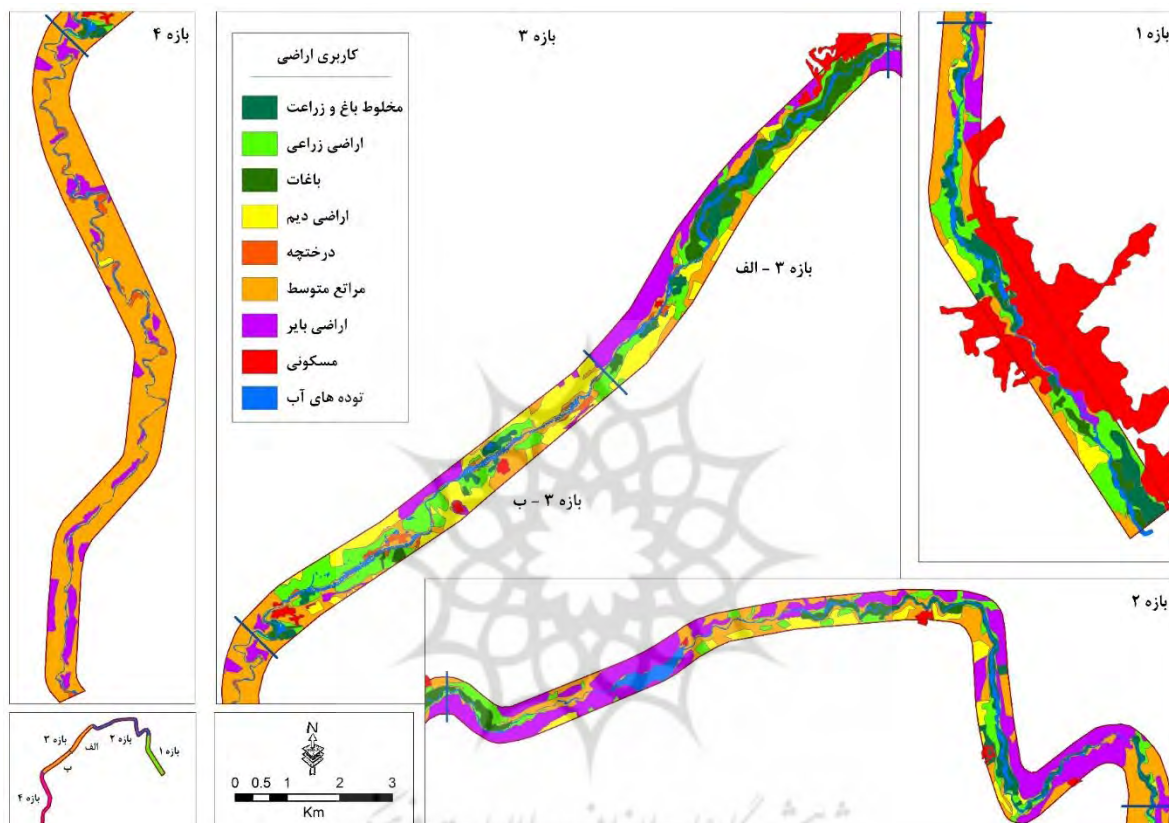 بازه ۴
بازه ۳
بازه ۱
کاربری اراضی
مخلوط باغ و زراعت
اراضی زراعی
باغات
اراضی دیم
درختچه
مراتع متوسط
اراضی بایر
مسکونی
توده های آب
بازه ۳ - الف
بازه ۳ - ب
بازه ۲
بازه ۳
الف
بازه ۲
بازه ۱
ب
بازه ۴
N
0 0.5 1 2 3
Km